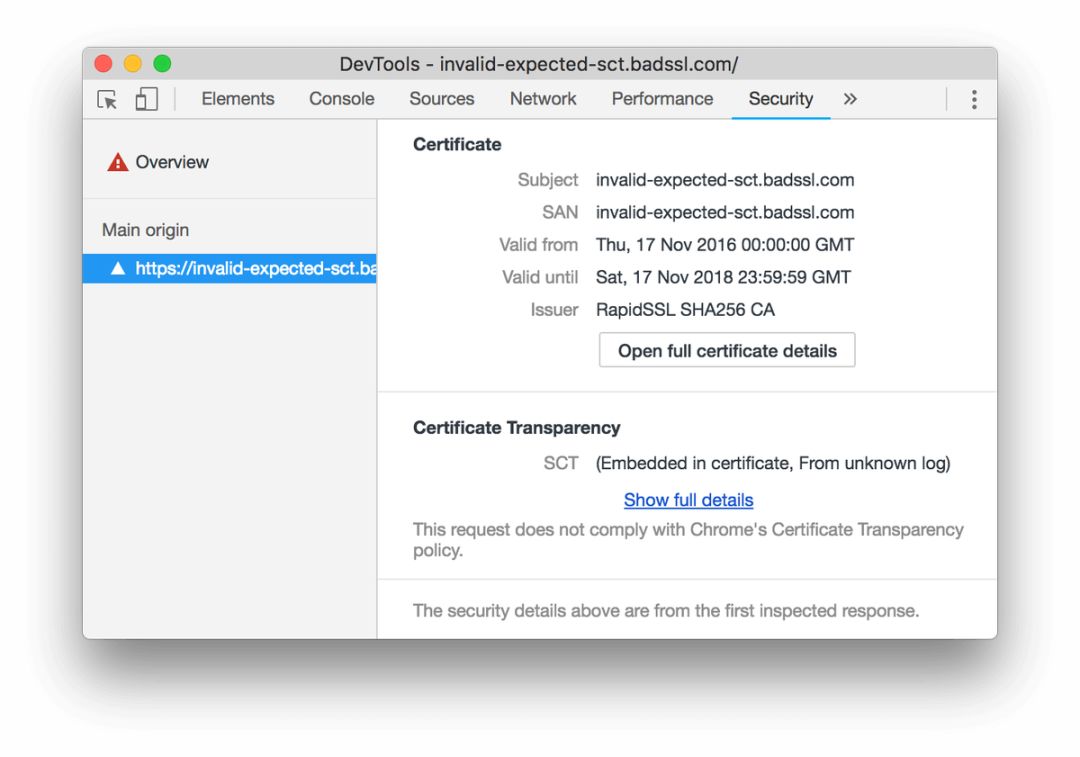 DevTools - invalid-expected-sct.badssl.com/
Elements Console Sources Network Performance Security »
Overview
Main origin
https://invalid-expected-sct.ba
Certificate
Subject invalid-expected-sct.badssl.com
SAN invalid-expected-sct.badssl.com
Valid from Thu, 17 Nov 2016 00:00:00 GMT
Valid until Sat, 17 Nov 2018 23:59:59 GMT
Issuer RapidSSL SHA256 CA
Open full certificate details
Certificate Transparency
SCT (Embedded in certificate, From unknown log)
Show full details
This request does not comply with Chrome's Certificate Transparency
policy.
The security details above are from the first inspected response.